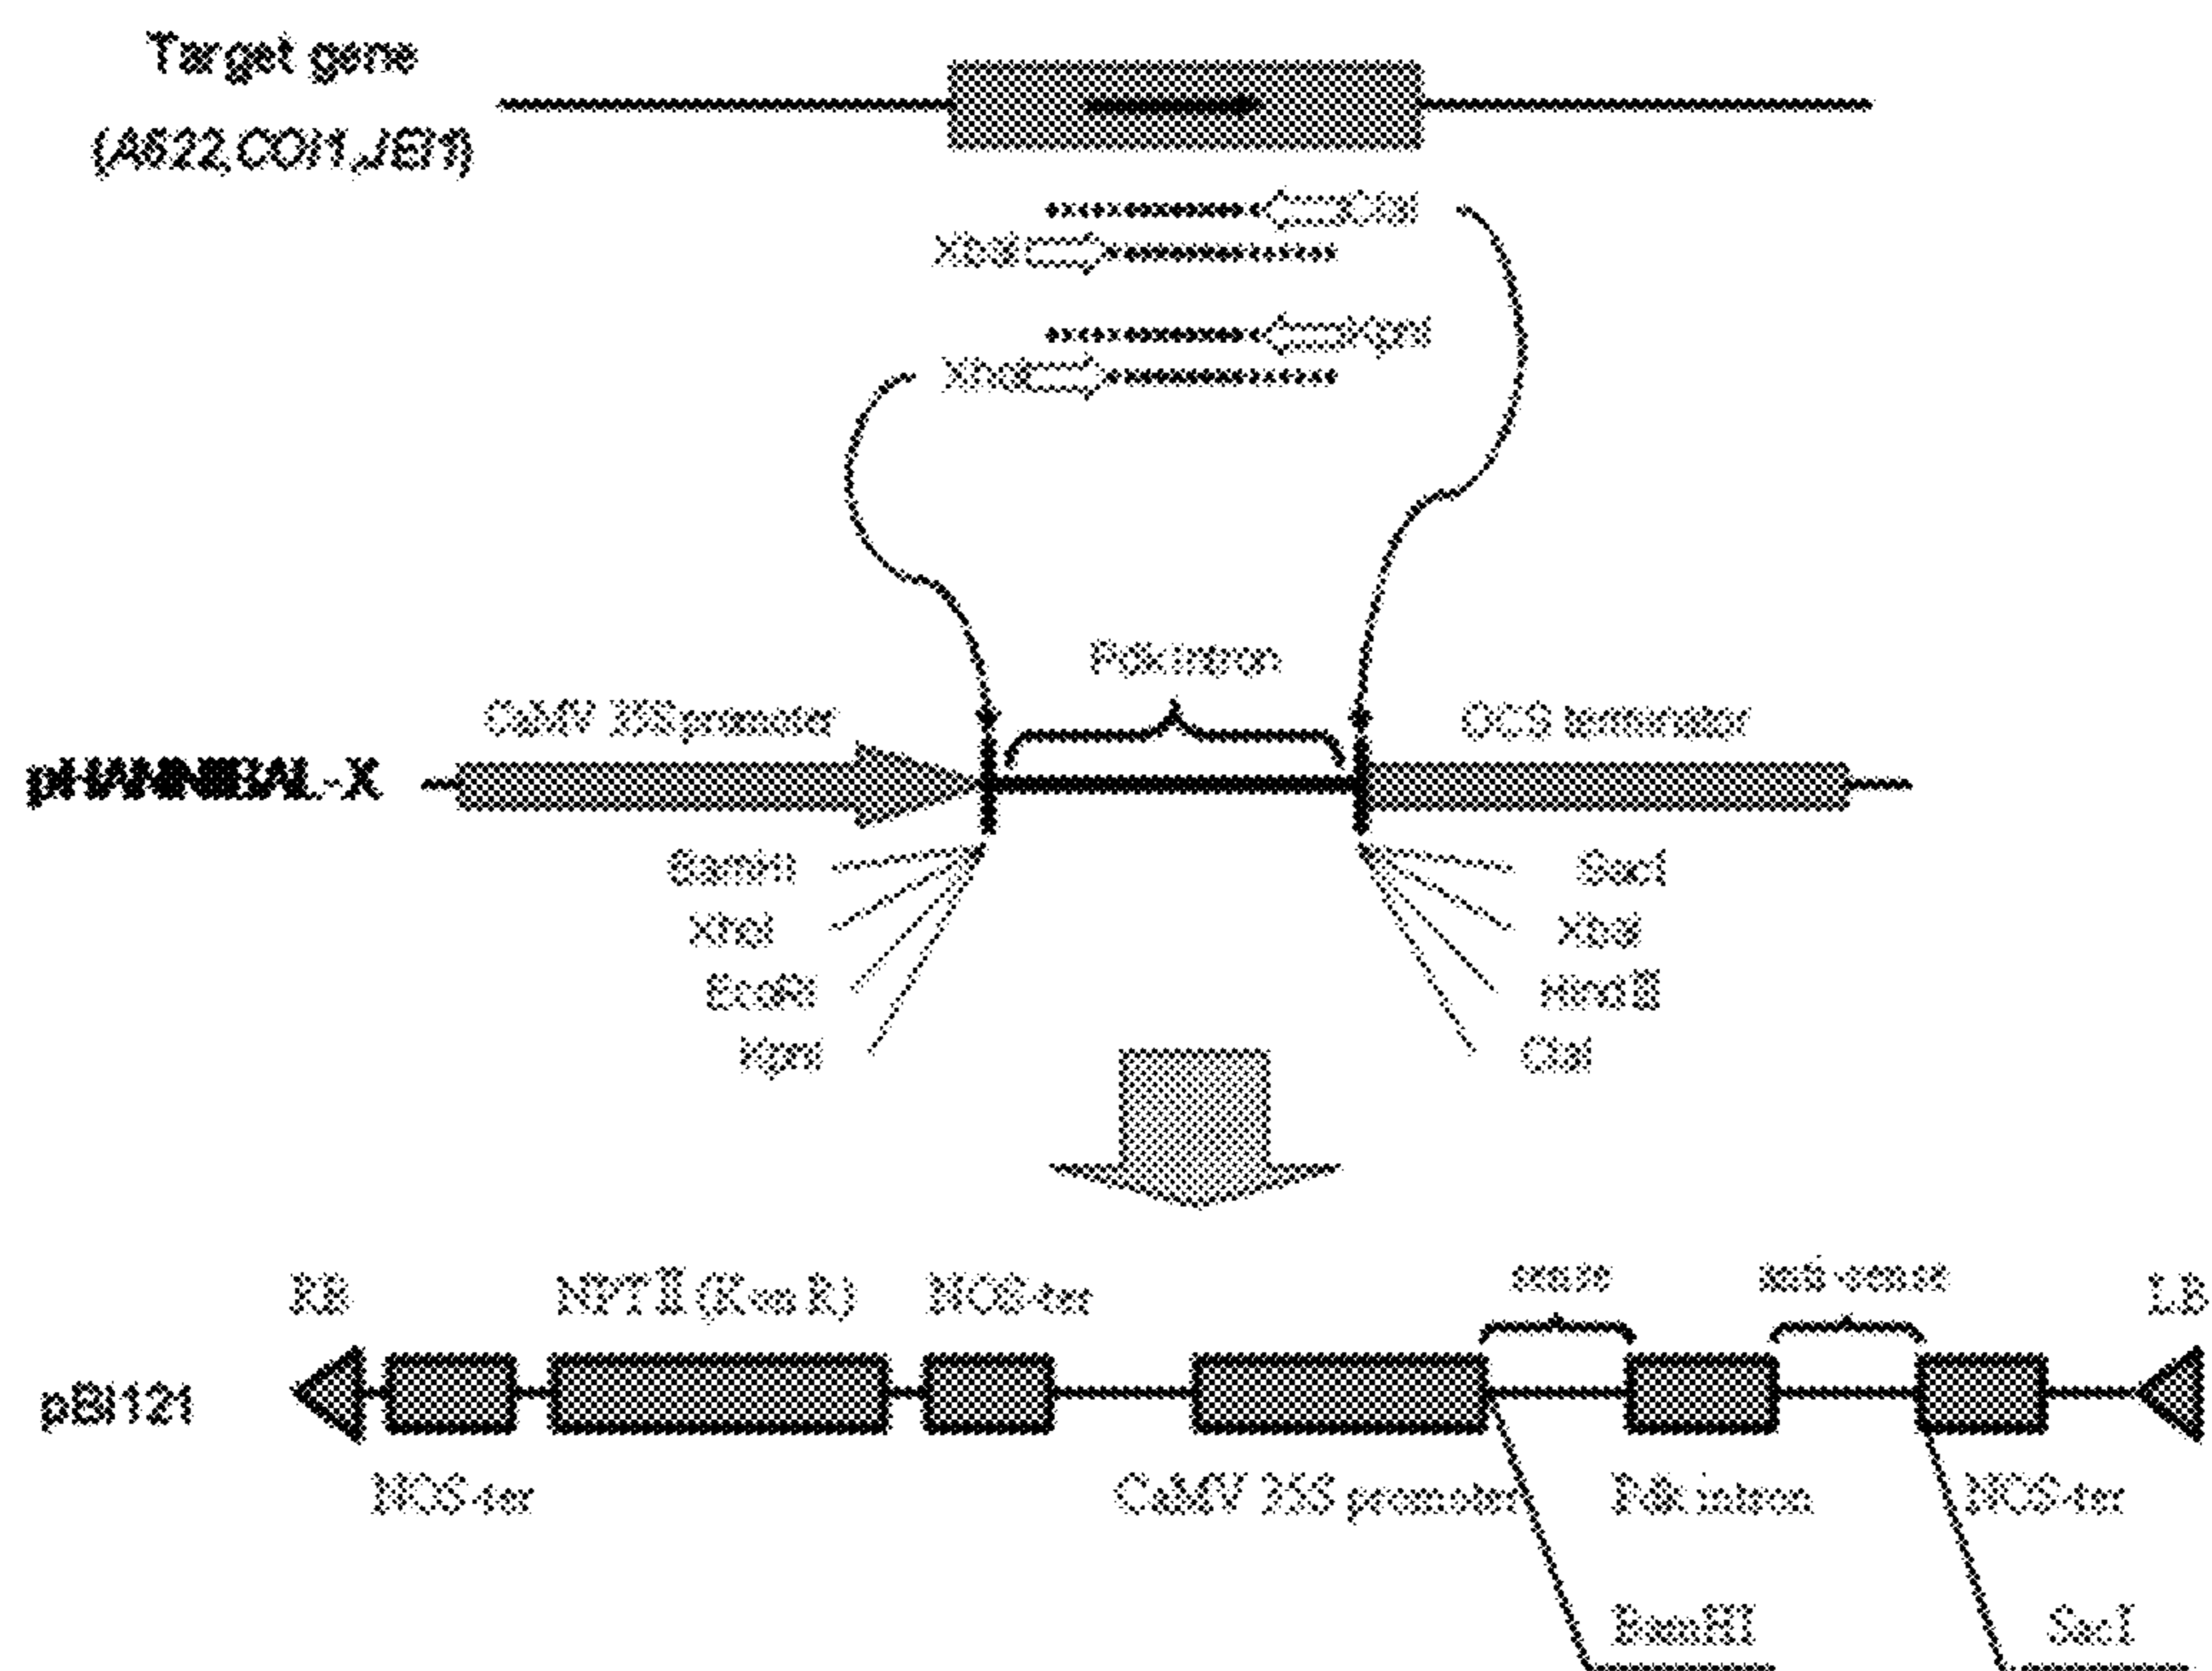 Target gene
(A622,COI1,JEI1)
ClaI
XbaI
KpnI
XhoI
Pdk intron
CaMV 35S promoter
OCS terminator
pHANNIBAL-X
BamHI
SacI
XhoI
XbaI
EcoRI
HindⅢ
KpnI
ClaI
RB
NPTⅡ (Kan R)
NOS-ter
sense
anti-sense
LB
pBI121
NOS-ter
CaMV 35S promoter
Pdk intron
NOS-ter
BamHI
SacI